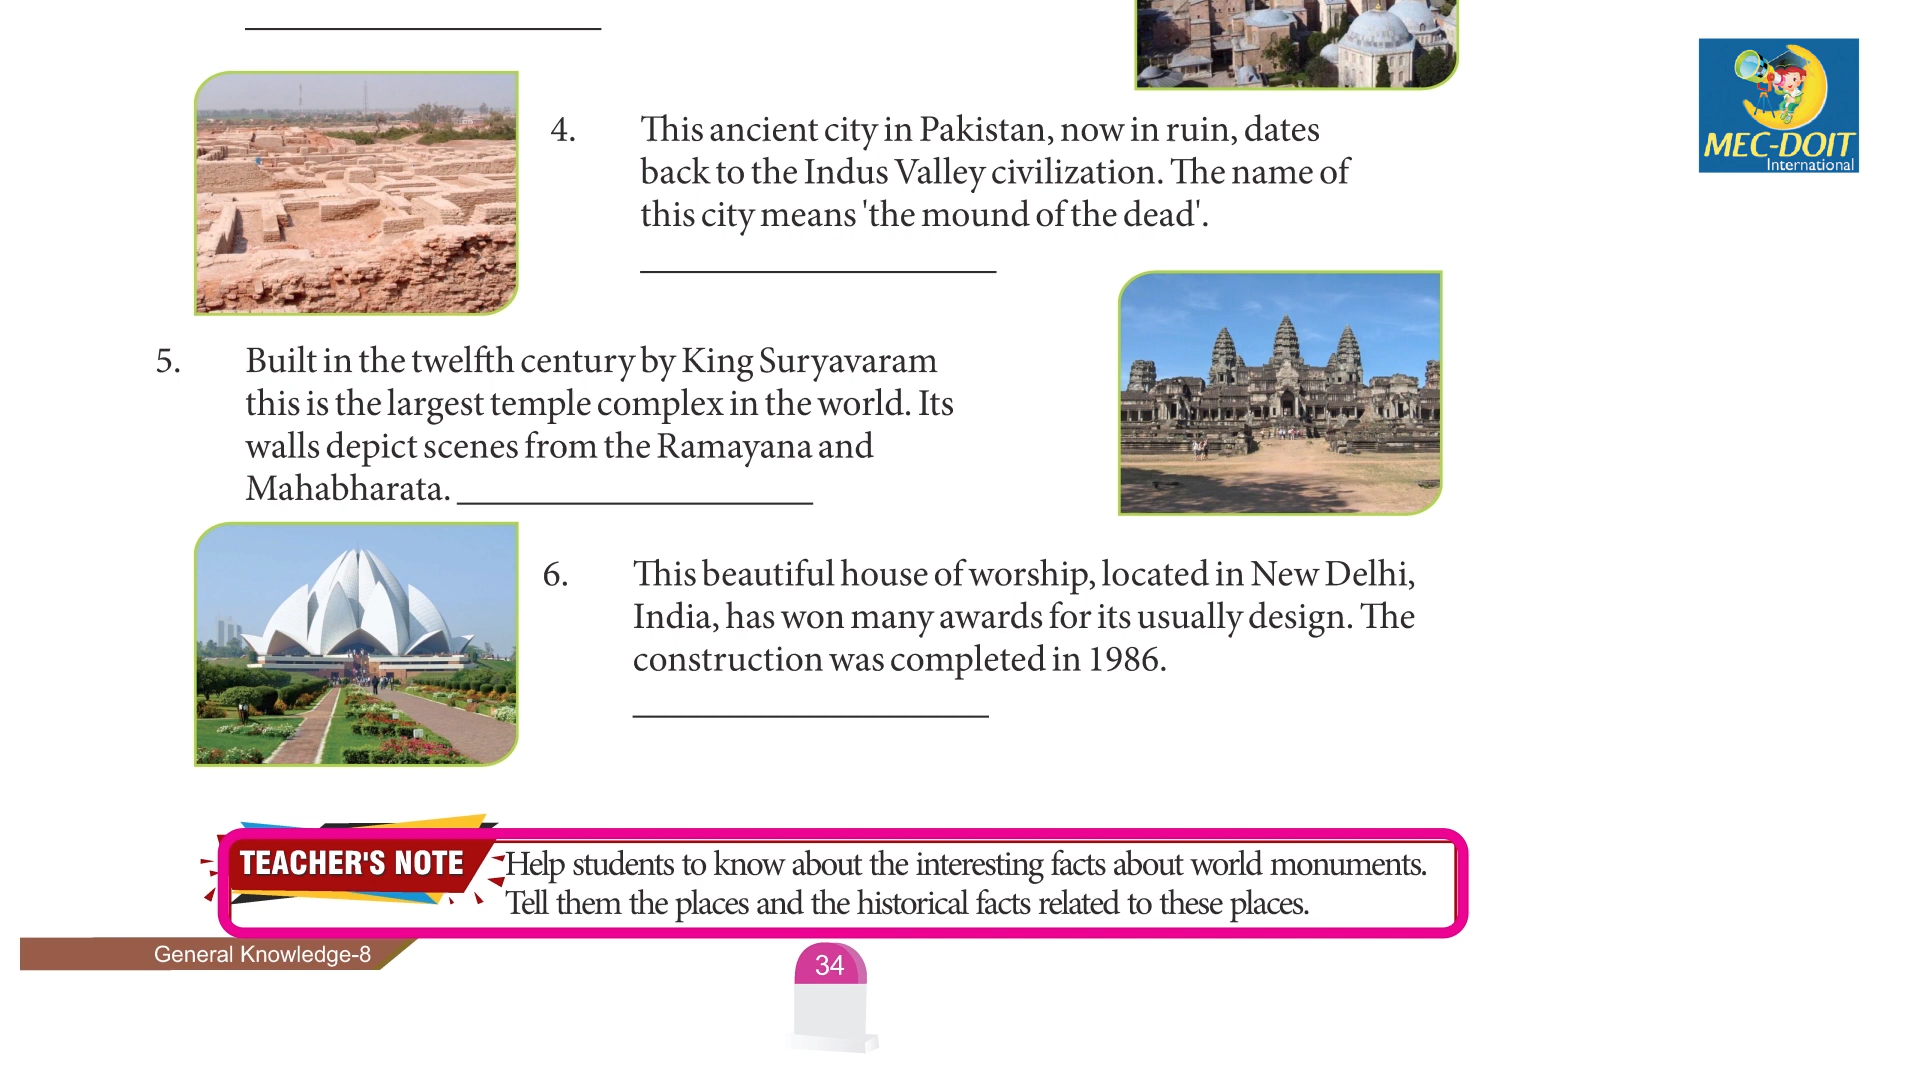 MEC-DOIT
International
4. This ancient city in Pakistan, now in ruin, dates
back to the Indus Valley civilization. The name of
this city means 'the mound of the dead'.
5. Built in the twelfth century by King Suryavaram
this is the largest temple complex in the world. Its
walls depict scenes from the Ramayana and
Mahabharata.
6. This beautiful house of worship, located in New Delhi,
India, has won many awards for its usually design. The
construction was completed in 1986.
TEACHER'S NOTE
Help students to know about the interesting facts about world monuments.
Tell them the places and the historical facts related to these places.
General Knowledge-8
34